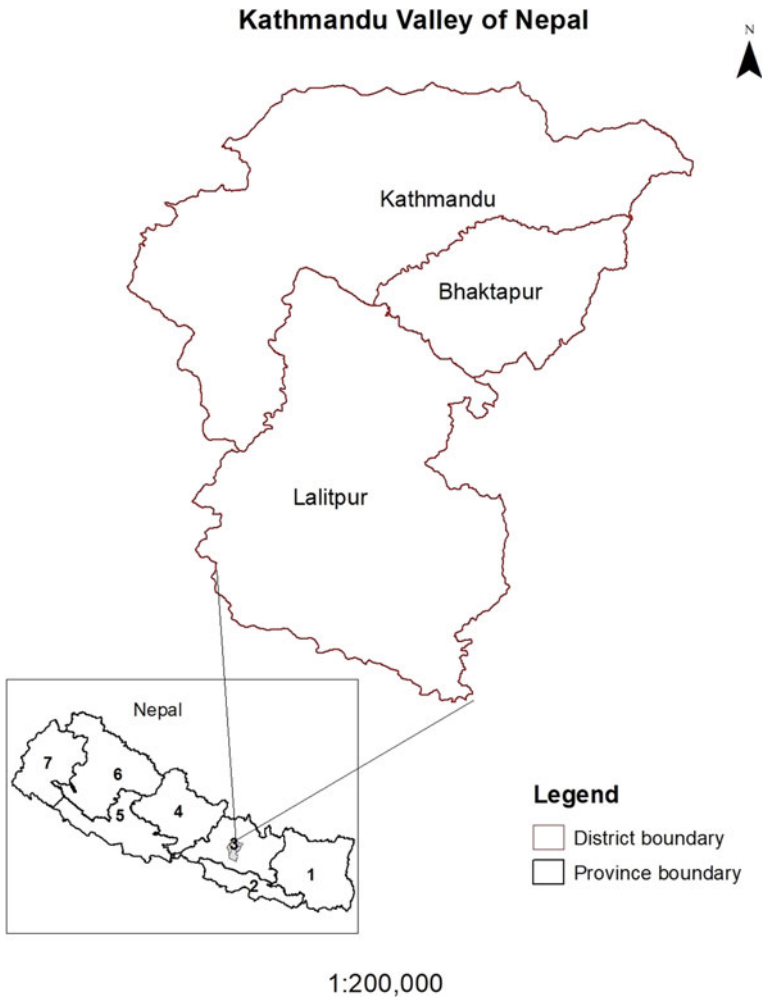 Kathmandu Valley of Nepal
N
Kathmandu
Bhaktapur
Lalitpur
Nepal
7
6
5
4
3
2
1
Legend
District boundary
Province boundary
1:200,000